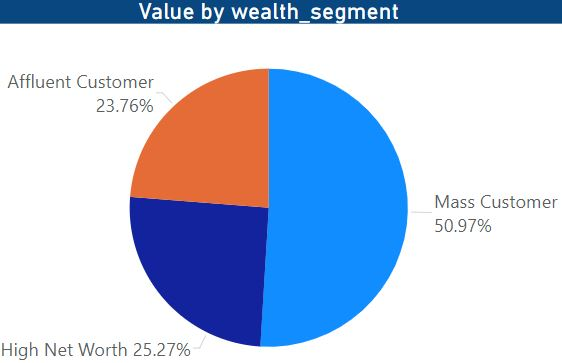 Value by wealth_segment
Affluent Customer
23.76%
Mass Customer
50.97%
High Net Worth 25.27%